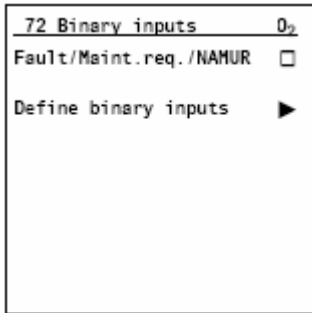 72 Binary inputs O₂
Fault/Maint.req./NAMUR □
Define binary inputs ►